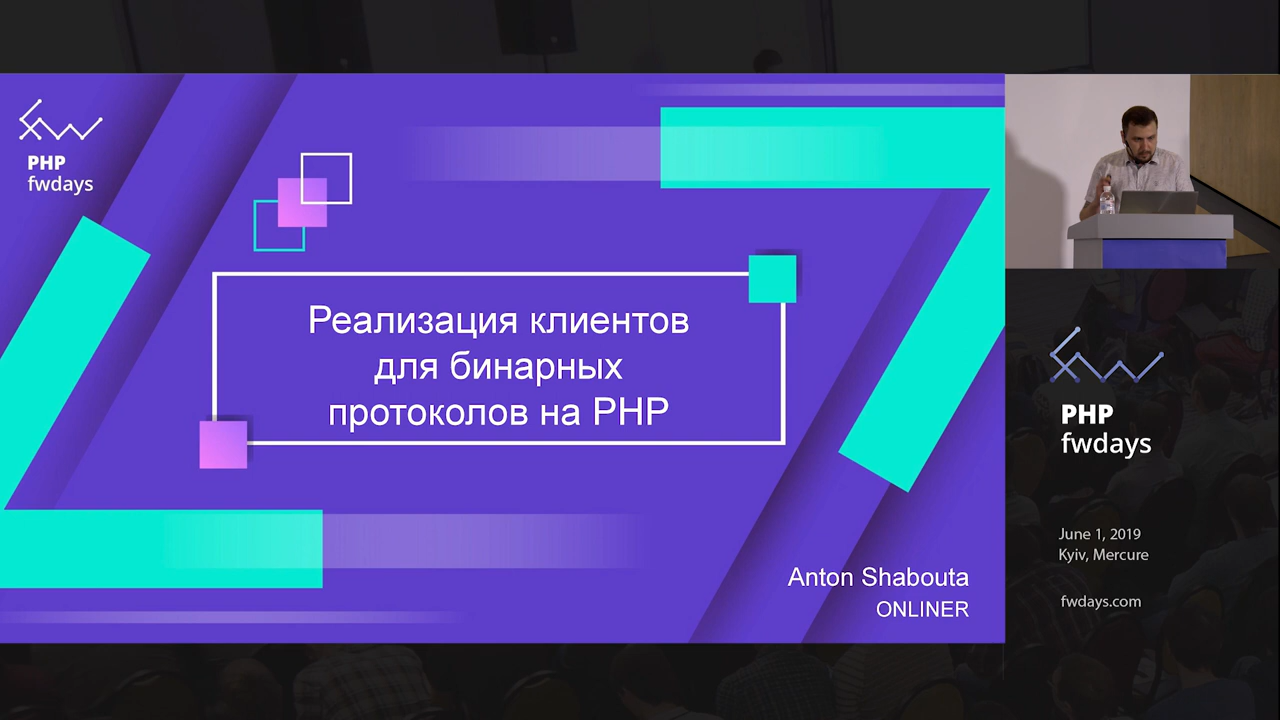 PHP
fwdays
Реализация клиентов
для бинарных
протоколов на PHP
Anton Shabouta
ONLINER
PHP
fwdays
June 1, 2019
Kyiv, Mercure
fwdays.com